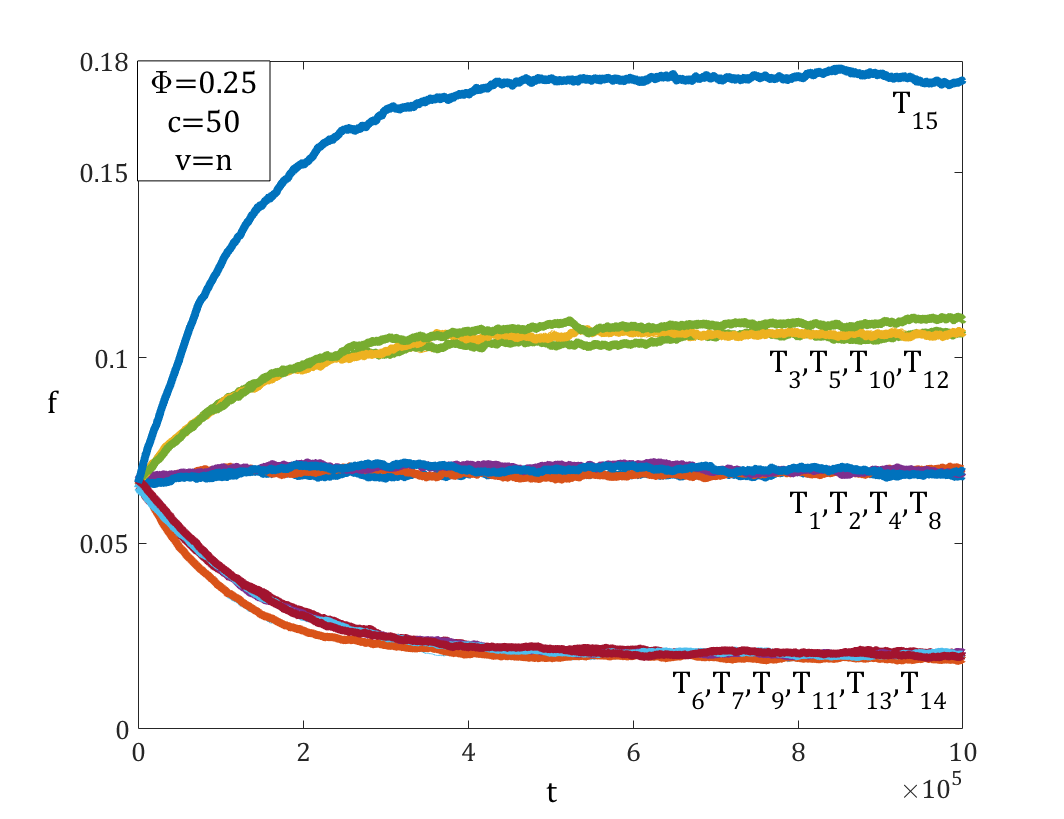 0.18
Φ=0.25
c=50
v=n
T15
0.15
0.1
T3,T5,T10,T12
f
T1,T2,T4,T8
0.05
T6,T7,T9,T11,T13,T14
0
0 2 4 6 8 10
×10^5
t